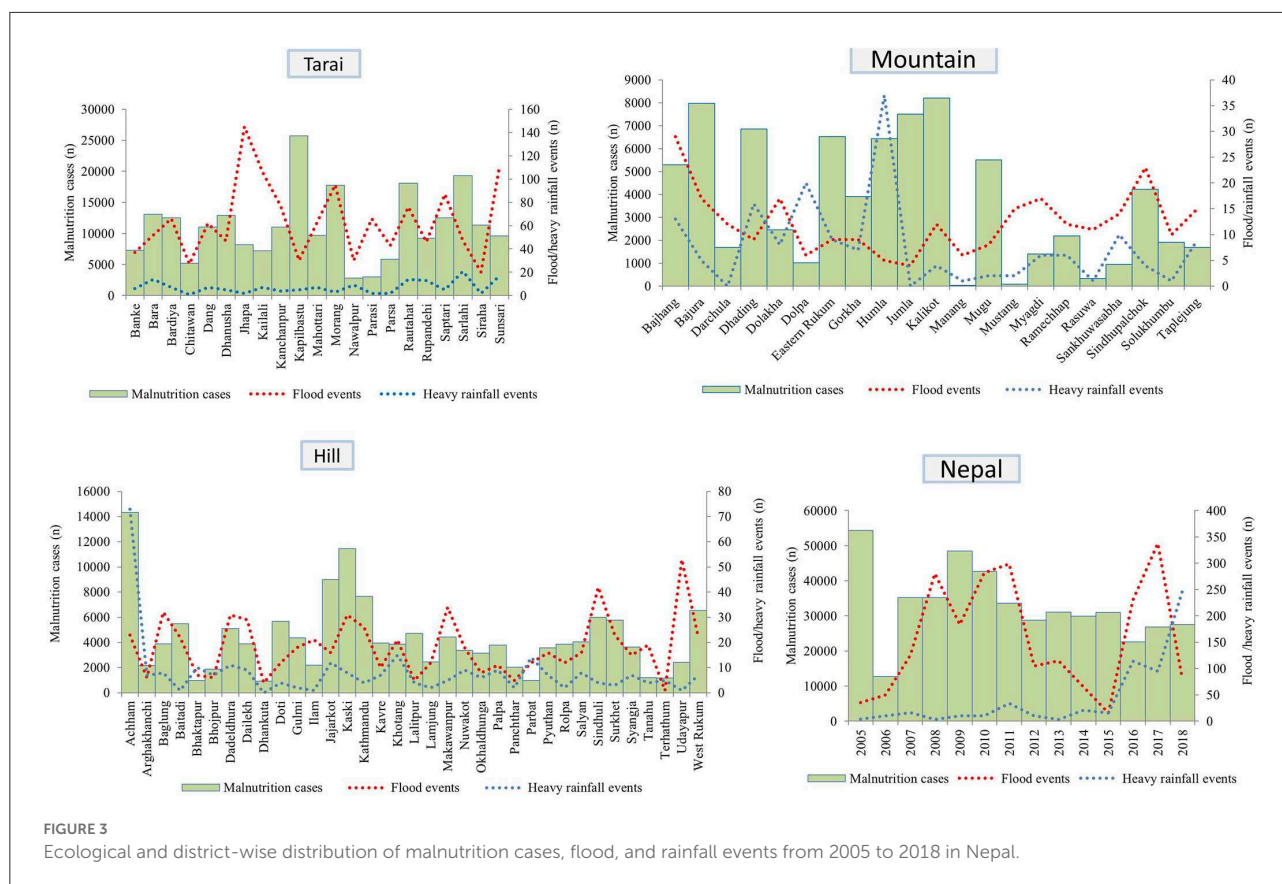 Tarai
Malnutrition cases (n)
30000
25000
20000
15000
10000
5000
0
160
140
120
100
80
60
40
20
0
Flood/heavy rainfall events (n)
Banke
Bara
Bardiya
Chitawan
Dang
Dhanusha
Jhapa
Kailali
Kanchanpur
Kapilbastu
Mahottari
Morang
Nawalpur
Parasi
Parsa
Rautahat
Rupandehi
Saptari
Sarlahi
Siraha
Sunsari
Malnutrition cases
Flood events
Heavy rainfall events
Mountain
Malnutrition cases (n)
9000
8000
7000
6000
5000
4000
3000
2000
1000
0
40
35
30
25
20
15
10
5
0
Flood/rainfall events (n)
Bajhang
Bajura
Darchula
Dhading
Dolakha
Dolpa
Eastern Rukum
Gorkha
Humla
Jumla
Kalikot
Manang
Mugu
Mustang
Myagdi
Ramechhap
Rasuwa
Sankhuwasabha
Sindhupalchok
Solukhumbu
Taplejung
Malnutrition cases
Flood events
Heavy rainfall events
Hill
Malnutrition cases (n)
16000
14000
12000
10000
8000
6000
4000
2000
0
80
70
60
50
40
30
20
10
0
Flood/heavy rainfall events (n)
Achham
Arghakhanchi
Baglung
Baitadi
Bhaktapur
Bhojpur
Dadeldhura
Dailekh
Dhankuta
Doti
Gulmi
Ilam
Jajarkot
Kaski
Kathmandu
Kavre
Khotang
Lalitpur
Lamjung
Makawanpur
Nuwakot
Okhaldhunga
Palpa
Panchthar
Parbat
Pyuthan
Rolpa
Salyan
Sindhuli
Surkhet
Syangja
Tanahu
Terhathum
Udayapur
West Rukum
Malnutrition cases
Flood events
Heavy rainfall events
Nepal
Malnutrition cases (n)
60000
50000
40000
30000
20000
10000
0
400
350
300
250
200
150
100
50
0
Flood /heavy rainfall events (n)
2005
2006
2007
2008
2009
2010
2011
2012
2013
2014
2015
2016
2017
2018
Malnutrition cases
Flood events
Heavy rainfall events
FIGURE 3
Ecological and district-wise distribution of malnutrition cases, flood, and rainfall events from 2005 to 2018 in Nepal.